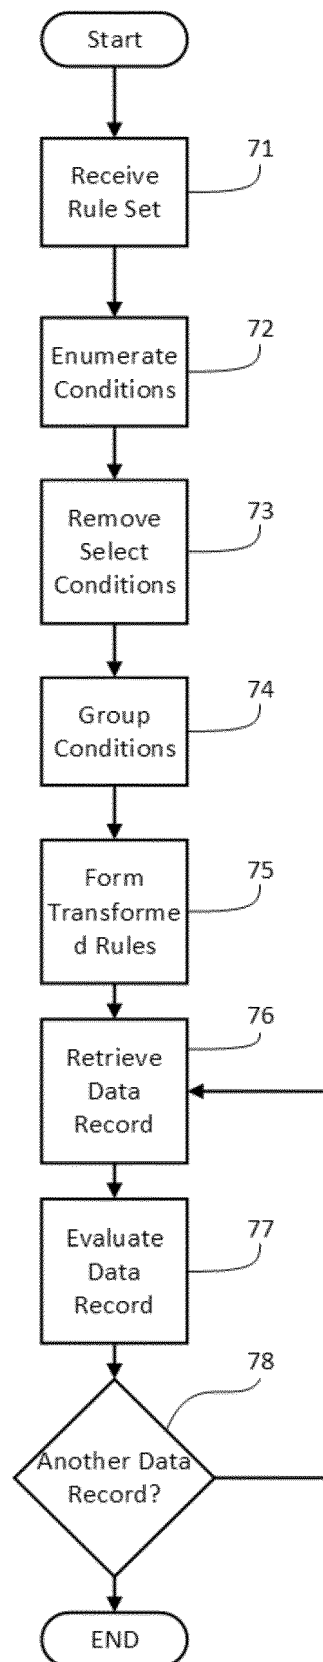 Start
Receive
Rule Set
71
Enumerate
Conditions
72
Remove
Select
Conditions
73
Group
Conditions
74
Form
Transforme
d Rules
75
Retrieve
Data
Record
76
Evaluate
Data
Record
77
Another Data
Record?
78
END